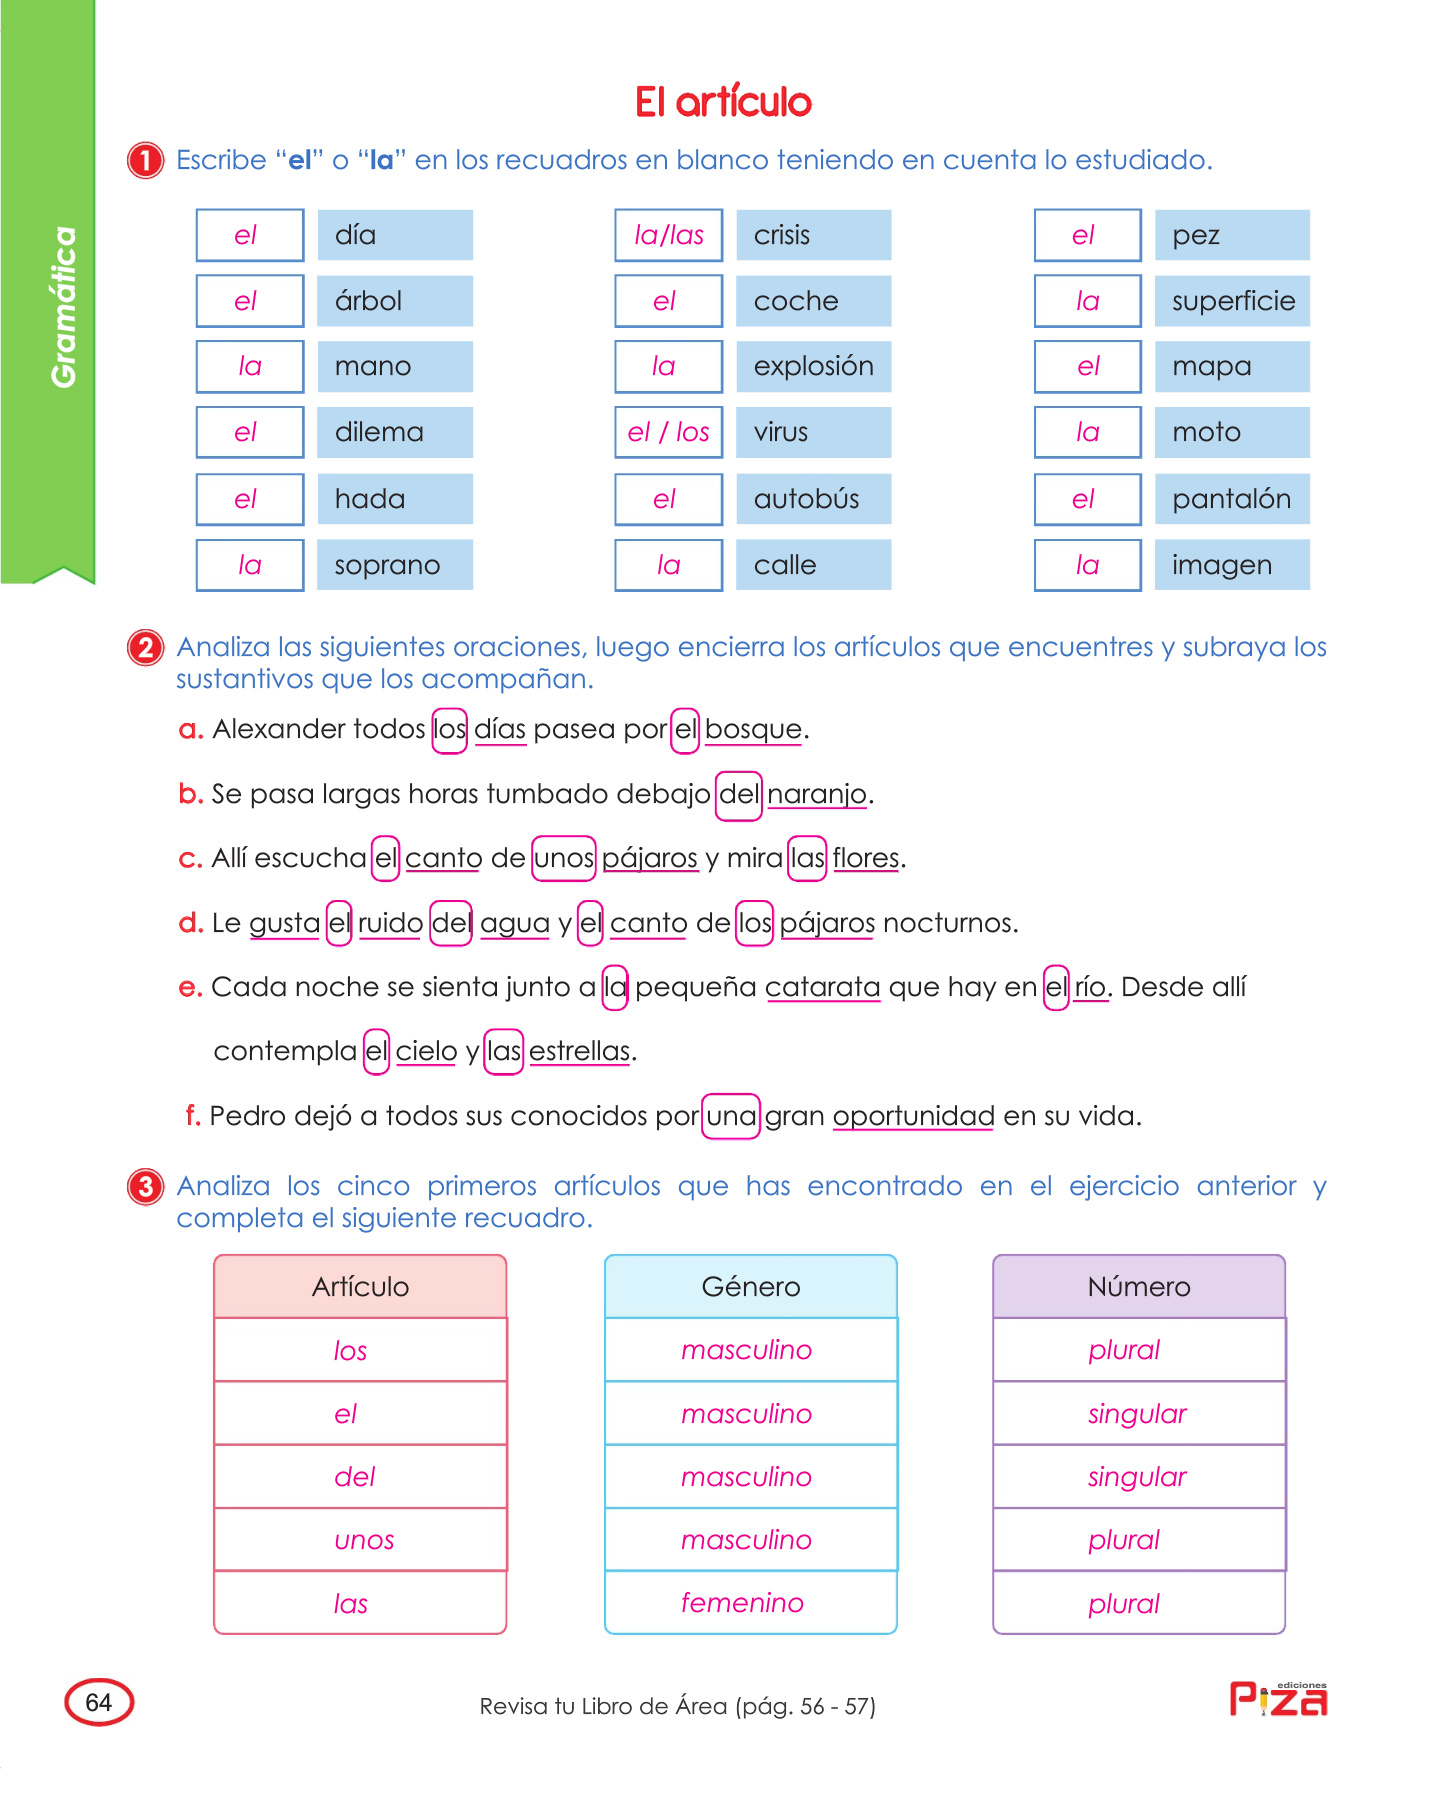 Gramática
El artículo
1 Escribe “el” o “la” en los recuadros en blanco teniendo en cuenta lo estudiado.
el día la/las crisis el pez
el árbol el coche la superficie
la mano la explosión el mapa
el dilema el / los virus la moto
el hada el autobús el pantalón
la soprano la calle la imagen
2 Analiza las siguientes oraciones, luego encierra los artículos que encuentres y subraya los
sustantivos que los acompañan.
a. Alexander todos los días pasea por el bosque.
b. Se pasa largas horas tumbado debajo del naranjo.
c. Allí escucha el canto de unos pájaros y mira las flores.
d. Le gusta el ruido del agua y el canto de los pájaros nocturnos.
e. Cada noche se sienta junto a la pequeña catarata que hay en el río. Desde allí
contempla el cielo y las estrellas.
f. Pedro dejó a todos sus conocidos por una gran oportunidad en su vida.
3 Analiza los cinco primeros artículos que has encontrado en el ejercicio anterior y
completa el siguiente recuadro.
Artículo Género Número
los masculino plural
el masculino singular
del masculino singular
unos masculino plural
las femenino plural
64
Revisa tu Libro de Área (pág. 56 - 57)
ediciones
Piza